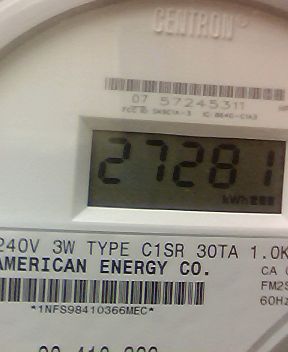 CENTRON
07 57245311
27281
kWh
240V 3W TYPE C1SR 30TA 1.0K
AMERICAN ENERGY CO.
CA
FM2S
60Hz
*1NFS98410366MEC*